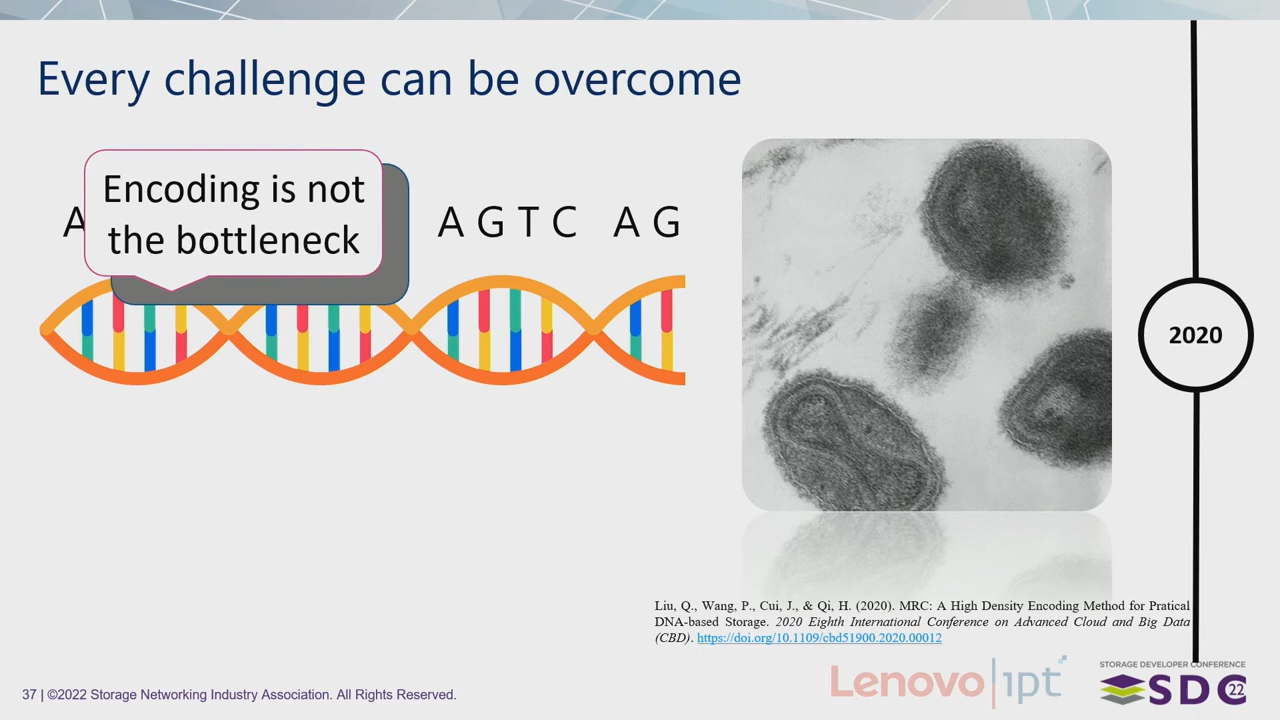 Every challenge can be overcome
Encoding is not
the bottleneck
A
A G T C A G
2020
Liu, Q., Wang, P., Cui, J., & Qi, H. (2020). MRC: A High Density Encoding Method for Pratical
DNA-based Storage. 2020 Eighth International Conference on Advanced Cloud and Big Data
(CBD). https://doi.org/10.1109/cbd51900.2020.00012
Lenovo ipt
STORAGE DEVELOPER CONFERENCE
SDC 22
37 | ©2022 Storage Networking Industry Association. All Rights Reserved.